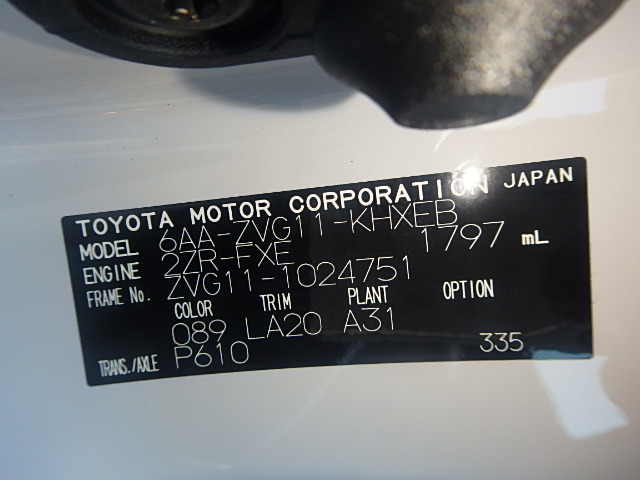 TOYOTA MOTOR CORPORATION JAPAN
MODEL 6AA-ZVG11-KHXEB
ENGINE 2ZR-FXE 1797 mL
FRAME No. ZVG11-1024751
COLOR TRIM PLANT OPTION
089 LA20 A31
TRANS./AXLE P610 335